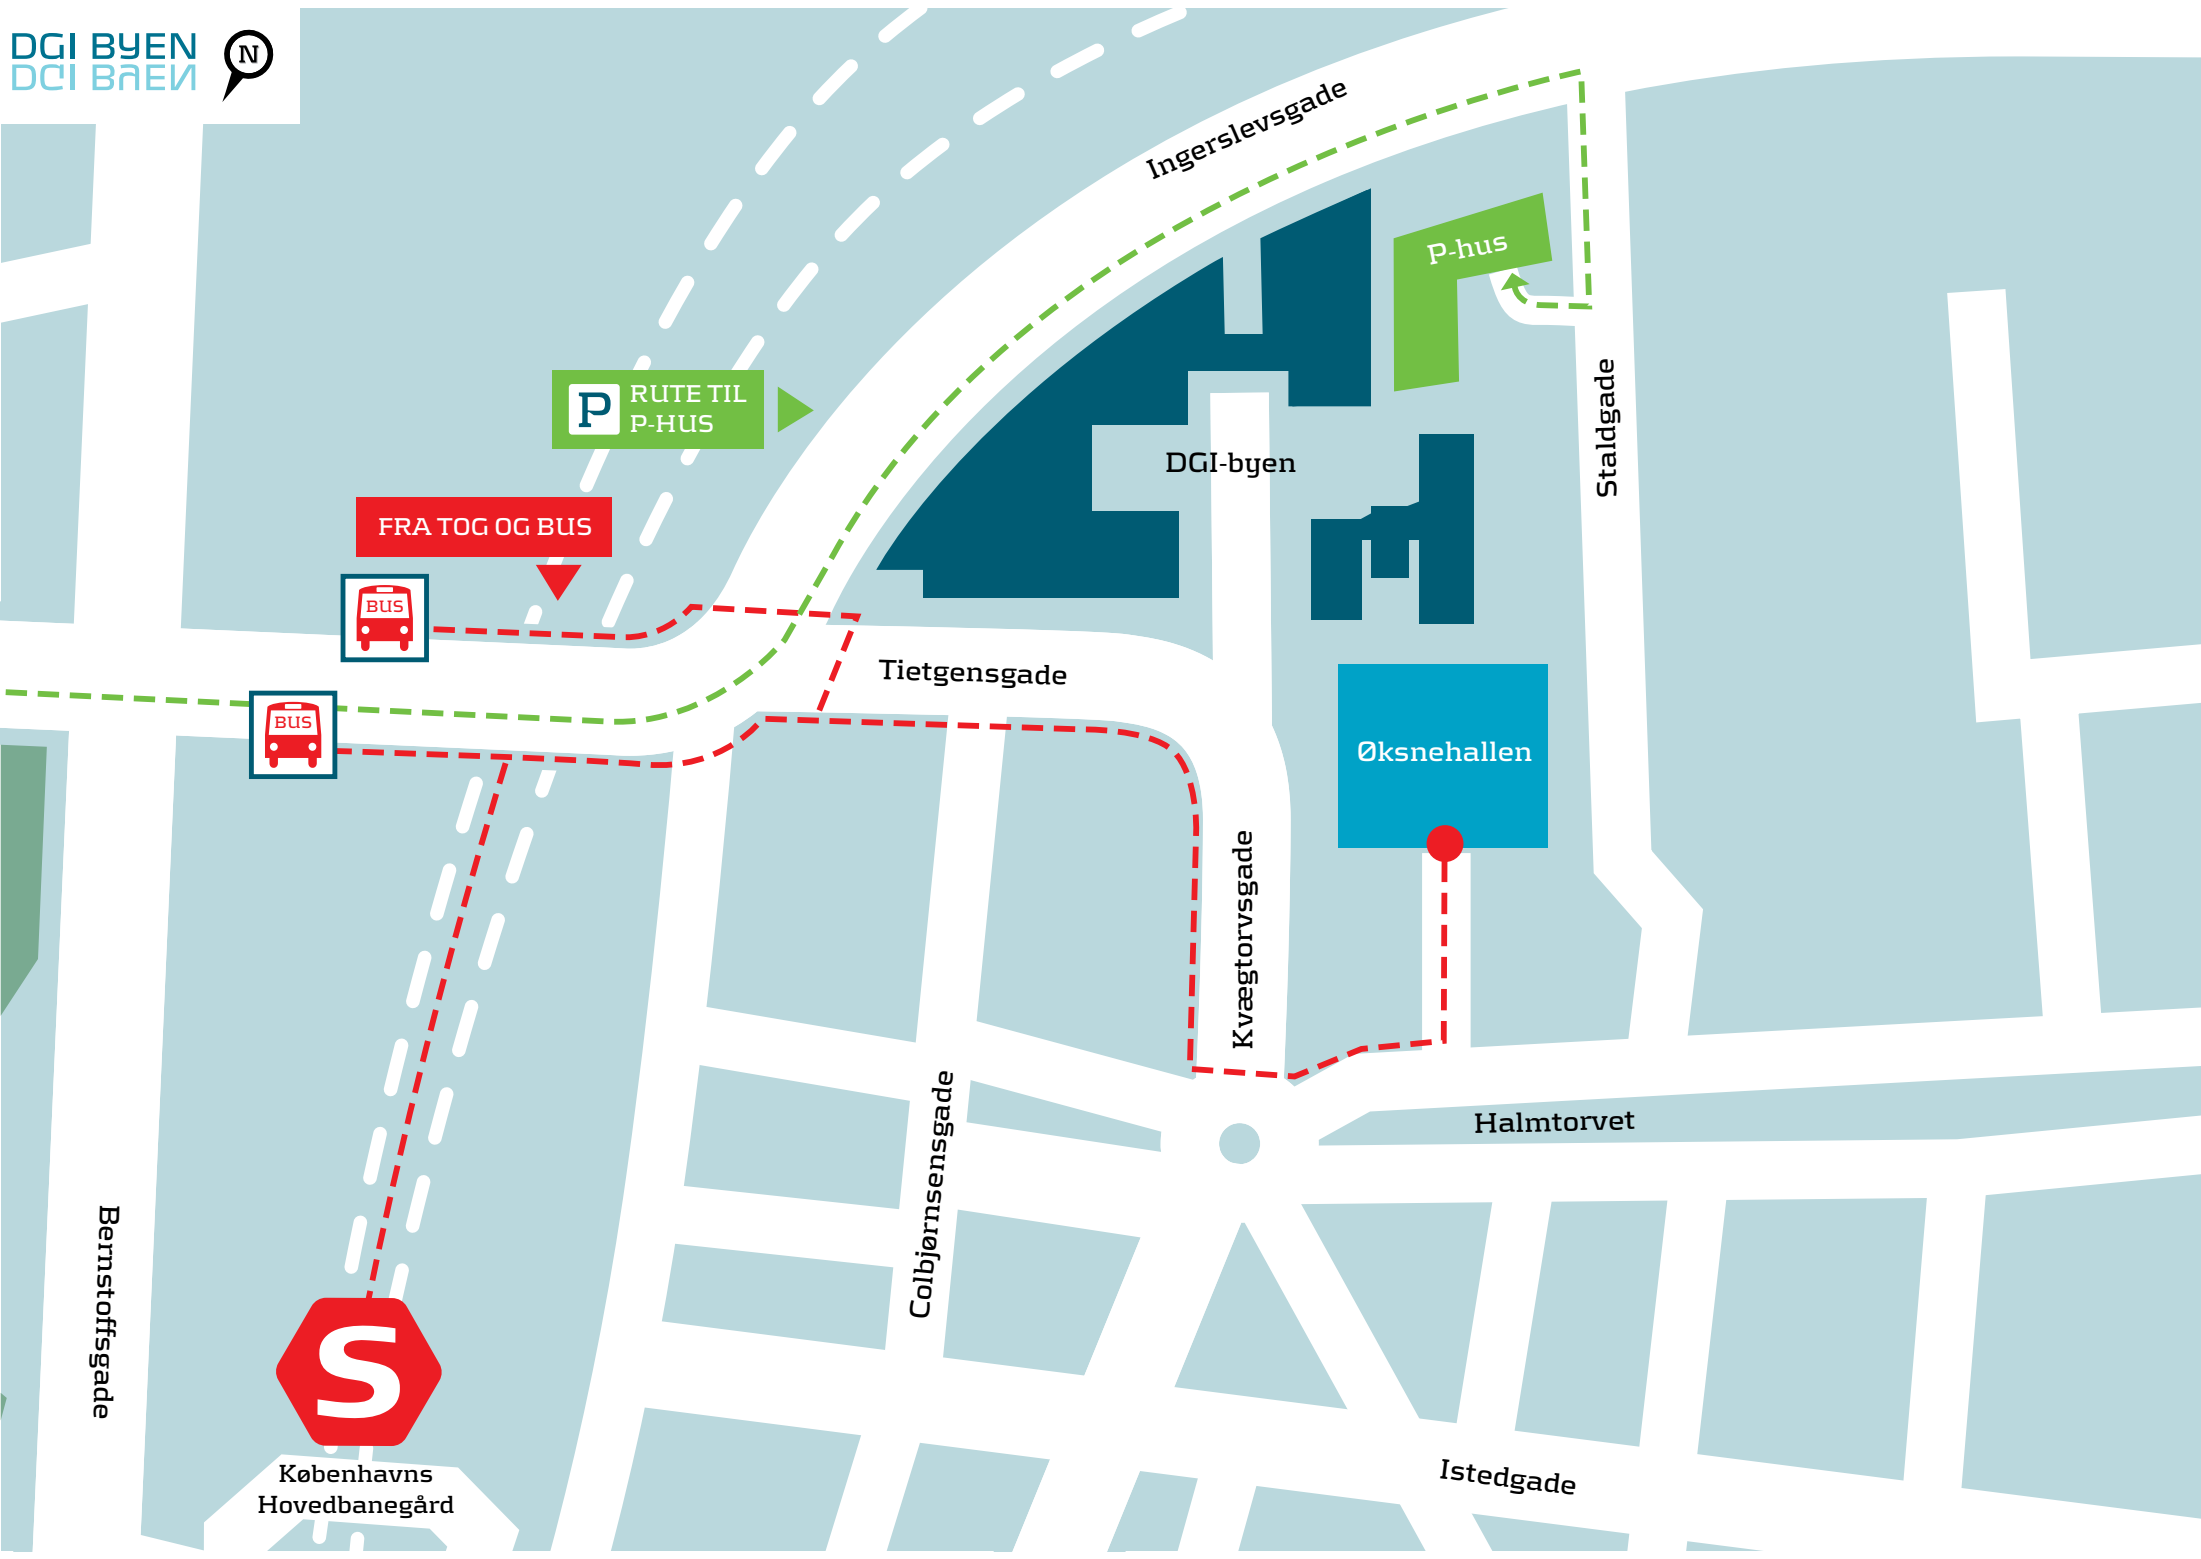 DGI BYEN
N
Ingerslevsgade
P-hus
P
RUTE TIL
P-HUS
Staldgade
DGI-byen
FRA TOG OG BUS
BUS
BUS
Tietgensgade
Øksnehallen
Kvægtorvsgade
Halmtorvet
Colbjørnsensgade
Bernstoffsgade
S
Københavns
Hovedbanegård
Istedgade